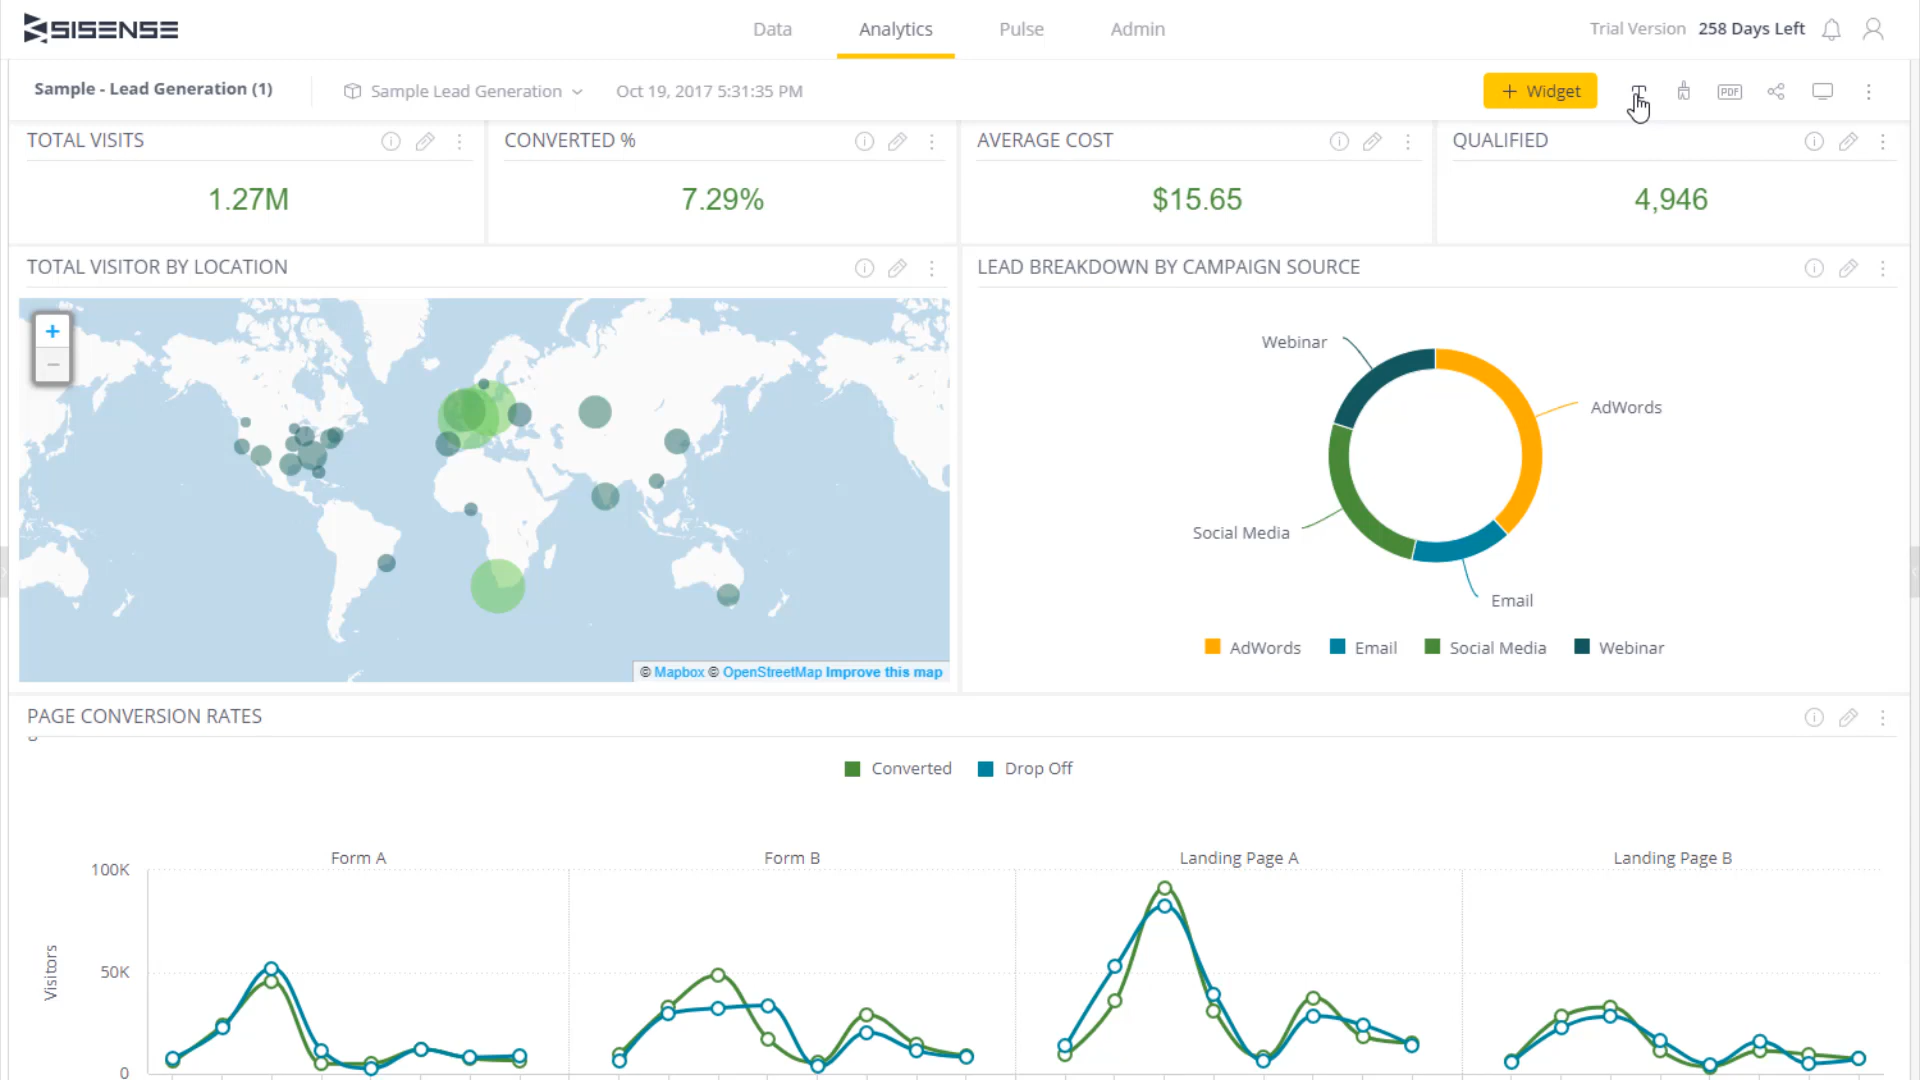 SISENSE
Data Analytics Pulse Admin
Trial Version 258 Days Left
Sample - Lead Generation (1)
Sample Lead Generation
Oct 19, 2017 5:31:35 PM
+ Widget
PDF
TOTAL VISITS
1.27M
CONVERTED %
7.29%
AVERAGE COST
$15.65
QUALIFIED
4,946
TOTAL VISITOR BY LOCATION
+
−
© Mapbox © OpenStreetMap Improve this map
LEAD BREAKDOWN BY CAMPAIGN SOURCE
Webinar
AdWords
Social Media
Email
AdWords Email Social Media Webinar
PAGE CONVERSION RATES
Converted Drop Off
Form A Form B Landing Page A Landing Page B
100K
50K
0
Visitors